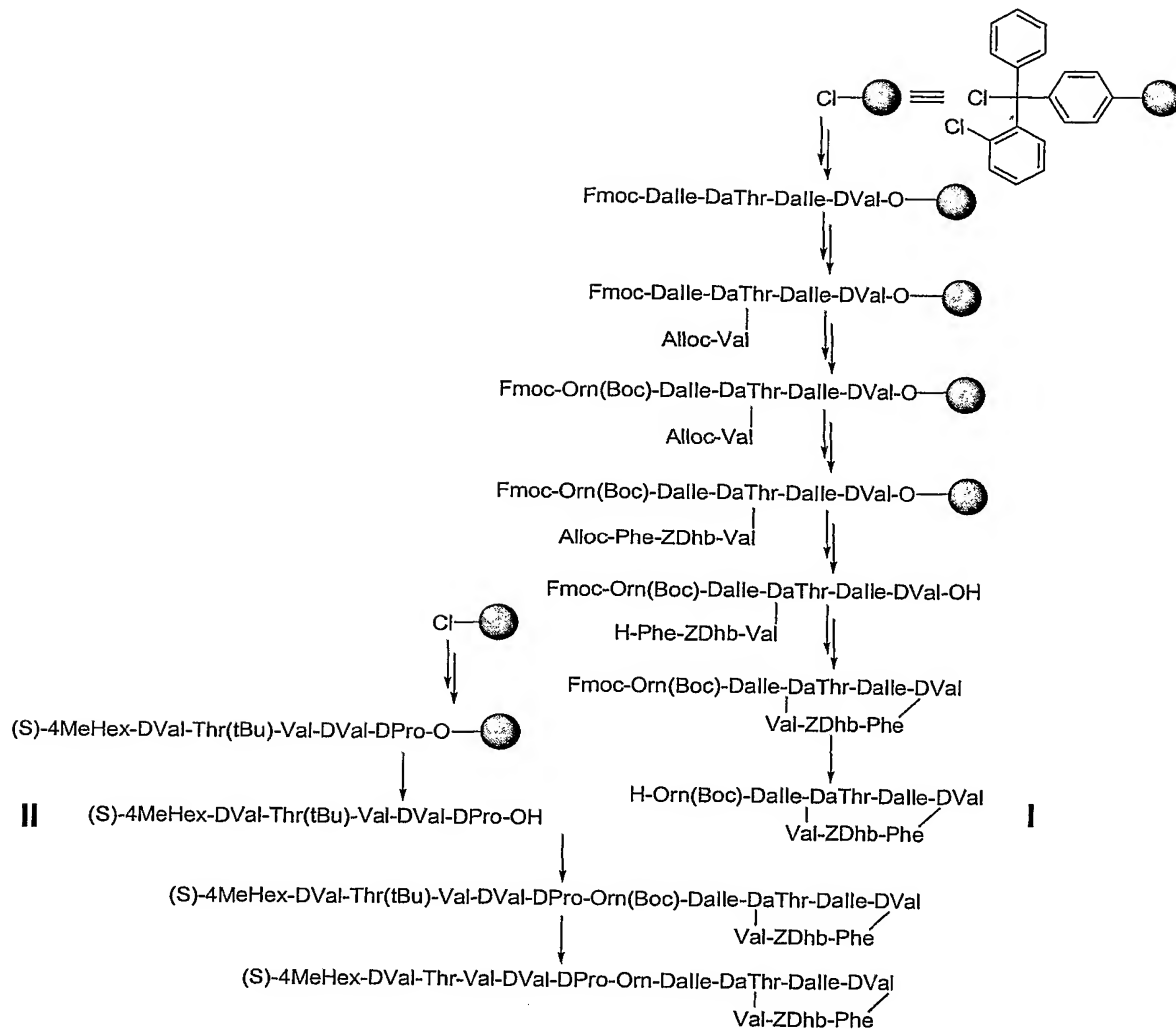 Cl
Cl
Cl
Fmoc-DaIle-DaThr-DaIle-DVal-O
Fmoc-DaIle-DaThr-DaIle-DVal-O
Alloc-Val
Fmoc-Orn(Boc)-DaIle-DaThr-DaIle-DVal-O
Alloc-Val
Fmoc-Orn(Boc)-DaIle-DaThr-DaIle-DVal-O
Alloc-Phe-ZDhb-Val
Fmoc-Orn(Boc)-DaIle-DaThr-DaIle-DVal-OH
H-Phe-ZDhb-Val
Cl
Fmoc-Orn(Boc)-DaIle-DaThr-DaIle-DVal
Val-ZDhb-Phe
(S)-4MeHex-DVal-Thr(tBu)-Val-DVal-DPro-O
H-Orn(Boc)-DaIle-DaThr-DaIle-DVal
Val-ZDhb-Phe
I
II
(S)-4MeHex-DVal-Thr(tBu)-Val-DVal-DPro-OH
(S)-4MeHex-DVal-Thr(tBu)-Val-DVal-DPro-Orn(Boc)-DaIle-DaThr-DaIle-DVal
Val-ZDhb-Phe
(S)-4MeHex-DVal-Thr-Val-DVal-DPro-Orn-DaIle-DaThr-DaIle-DVal
Val-ZDhb-Phe